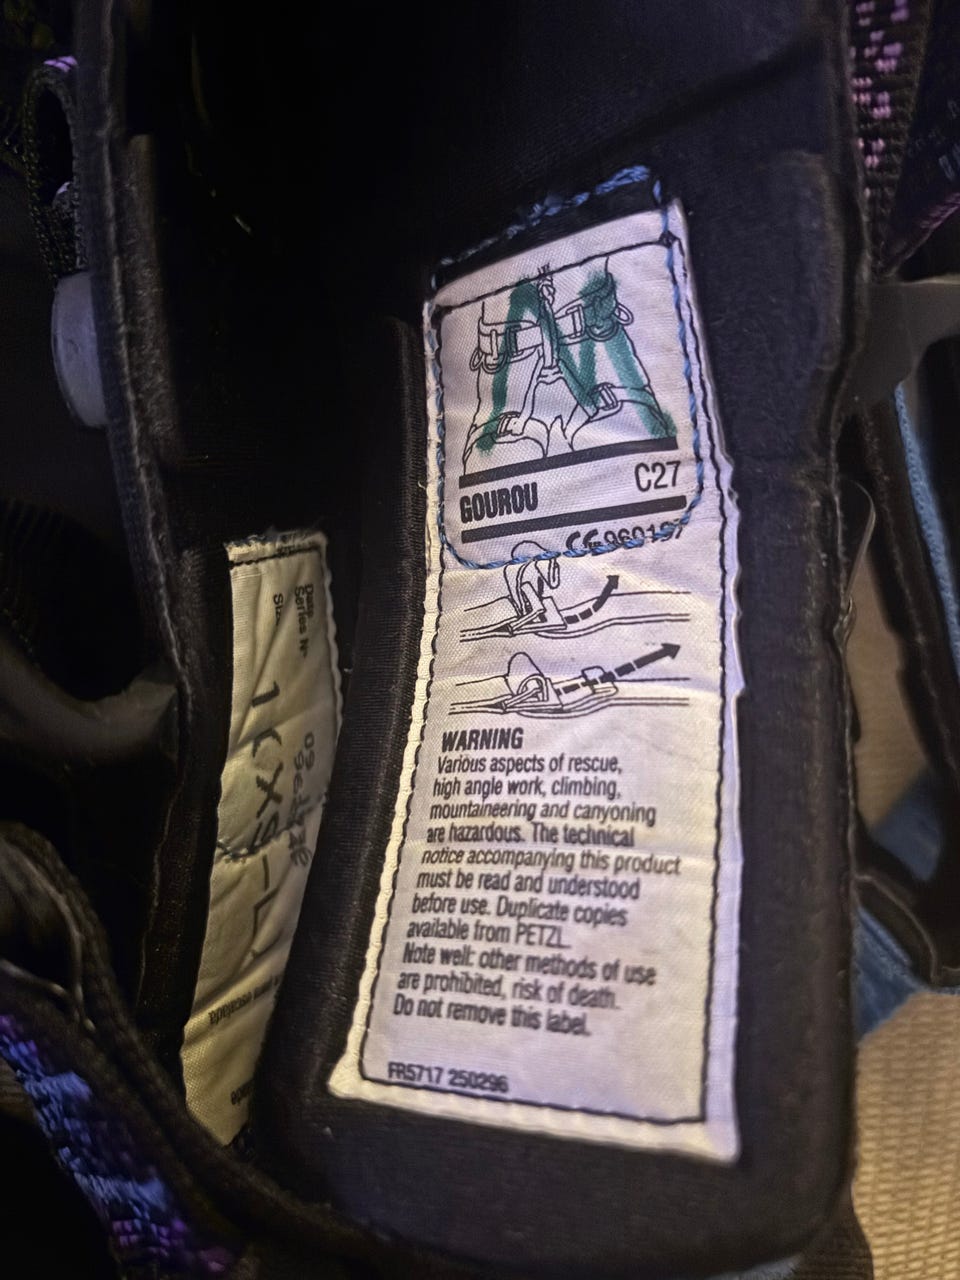 GOUROU C27
WARNING
Various aspects of rescue,
high angle work, climbing,
mountaineering and canyoning
are hazardous. The technical
notice accompanying this product
must be read and understood
before use. Duplicate copies
available from PETZL.
Note well: other methods of use
are prohibited, risk of death.
Do not remove this label.
FR5717 250296
Date
Series N°